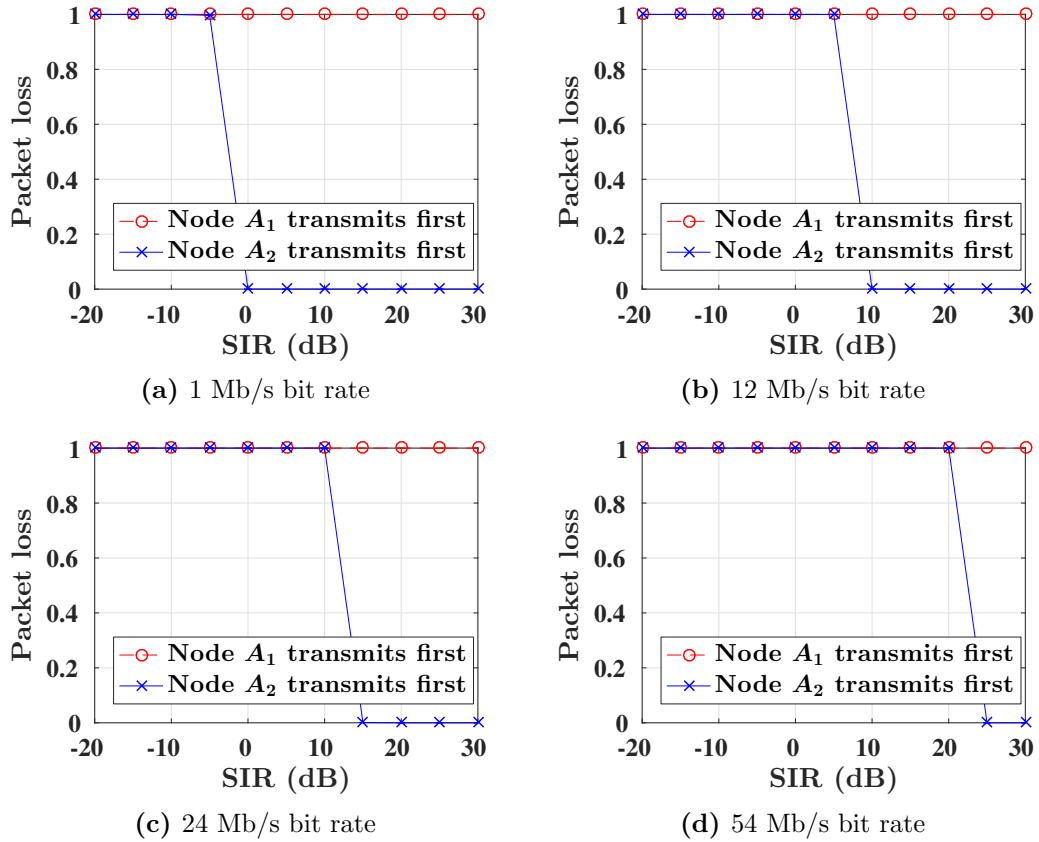 1
0.8
0.6
0.4
0.2
0
Packet loss
Node A₁ transmits first
Node A₂ transmits first
-20 -10 0 10 20 30
SIR (dB)
(a) 1 Mb/s bit rate
1
0.8
0.6
0.4
0.2
0
Packet loss
Node A₁ transmits first
Node A₂ transmits first
-20 -10 0 10 20 30
SIR (dB)
(b) 12 Mb/s bit rate
1
0.8
0.6
0.4
0.2
0
Packet loss
Node A₁ transmits first
Node A₂ transmits first
-20 -10 0 10 20 30
SIR (dB)
(c) 24 Mb/s bit rate
1
0.8
0.6
0.4
0.2
0
Packet loss
Node A₁ transmits first
Node A₂ transmits first
-20 -10 0 10 20 30
SIR (dB)
(d) 54 Mb/s bit rate